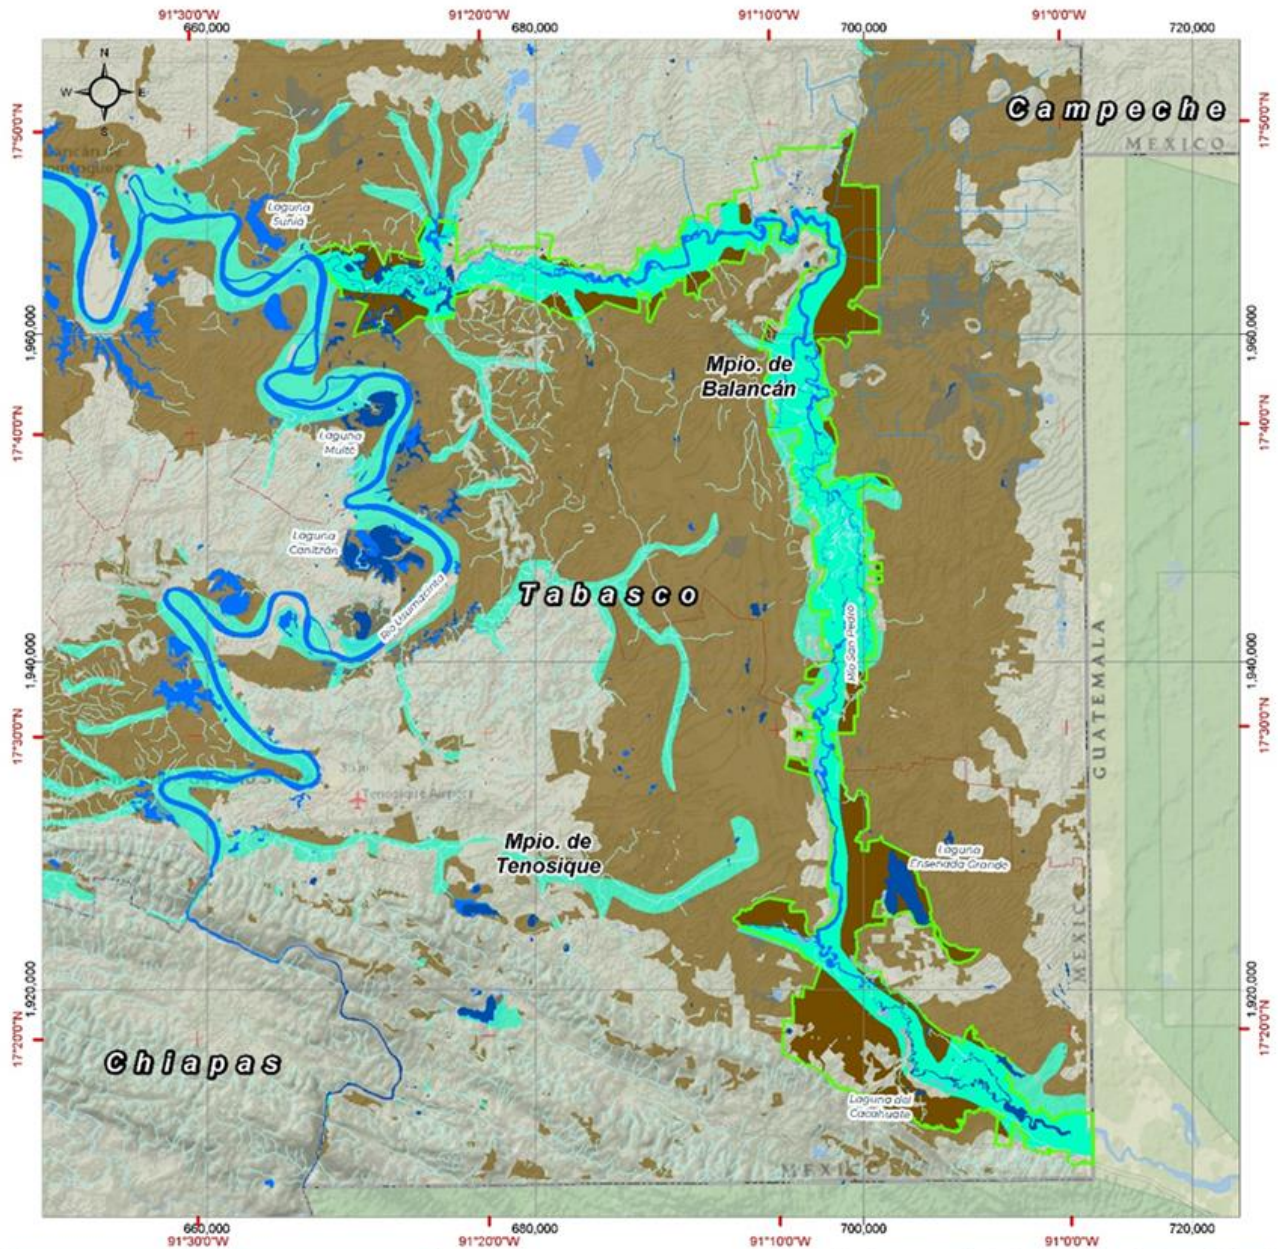 91°30'0"W
91°20'0"W
91°10'0"W
91°0'0"W
660,000
680,000
700,000
720,000
N
W
E
S
Campeche
MEXICO
17°50'0"N
17°50'0"N
Laguna
Sunia
1,960,000
1,960,000
Mpio. de
Balancán
17°40'0"N
17°40'0"N
Laguna
Multé
Laguna
Canitzán
Río Usumacinta
Tabasco
Río San Pedro
GUATEMALA
1,940,000
1,940,000
17°30'0"N
17°30'0"N
Tenosique Airport
Mpio. de
Tenosique
Laguna
Ensenada Grande
MEXICO
1,920,000
1,920,000
17°20'0"N
17°20'0"N
Chiapas
Laguna del
Cacahuate
MEXICO
660,000
680,000
700,000
720,000
91°30'0"W
91°20'0"W
91°10'0"W
91°0'0"W